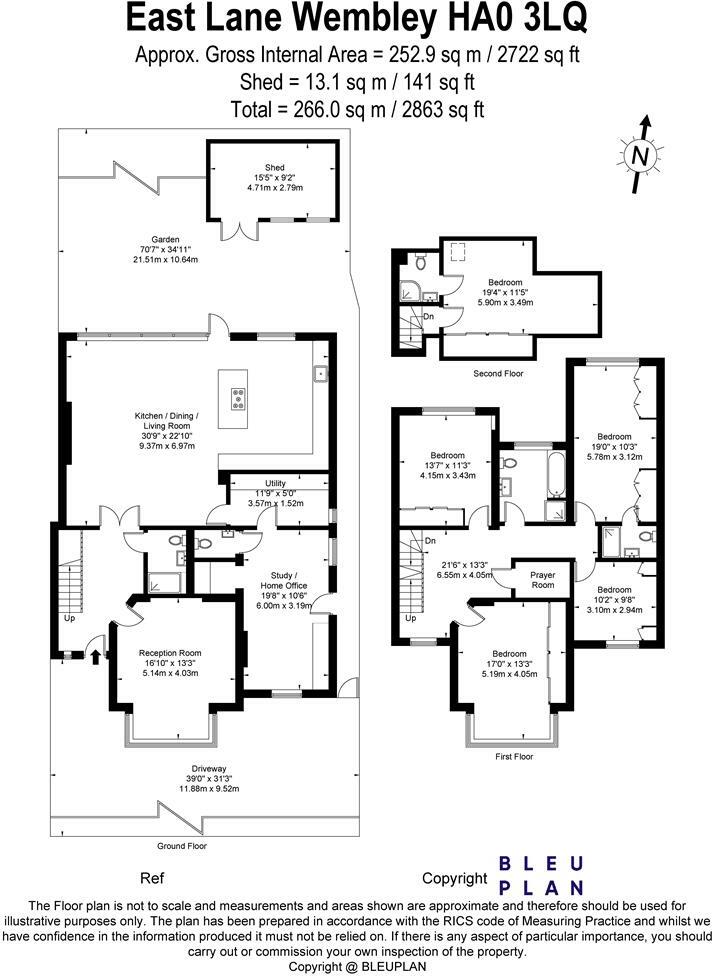 East Lane Wembley HA0 3LQ
Approx. Gross Internal Area = 252.9 sq m / 2722 sq ft
Shed = 13.1 sq m / 141 sq ft
Total = 266.0 sq m / 2863 sq ft
N
Shed
15'5" x 9'2"
4.71m x 2.79m
Garden
70'7" x 34'11"
21.51m x 10.64m
Kitchen / Dining /
Living Room
30'9" x 22'10"
9.37m x 6.97m
Utility
11'9" x 5'0"
3.57m x 1.52m
Study /
Home Office
19'8" x 10'6"
6.00m x 3.19m
Up
Reception Room
16'10" x 13'3"
5.14m x 4.03m
Driveway
39'0" x 31'3"
11.88m x 9.52m
Ground Floor
Bedroom
19'4" x 11'5"
5.90m x 3.49m
Dn
Second Floor
Bedroom
13'7" x 11'3"
4.15m x 3.43m
Bedroom
19'0" x 10'3"
5.78m x 3.12m
Dn
21'6" x 13'3"
6.55m x 4.05m
Prayer
Room
Bedroom
10'2" x 9'8"
3.10m x 2.94m
Up
Bedroom
17'0" x 13'3"
5.19m x 4.05m
First Floor
Ref
Copyright
BLEU
PLAN
The Floor plan is not to scale and measurements and areas shown are approximate and therefore should be used for
illustrative purposes only. The plan has been prepared in accordance with the RICS code of Measuring Practice and whilst we
have confidence in the information produced it must not be relied on. If there is any aspect of particular importance, you should
carry out or commission your own inspection of the property.
Copyright @ BLEUPLAN